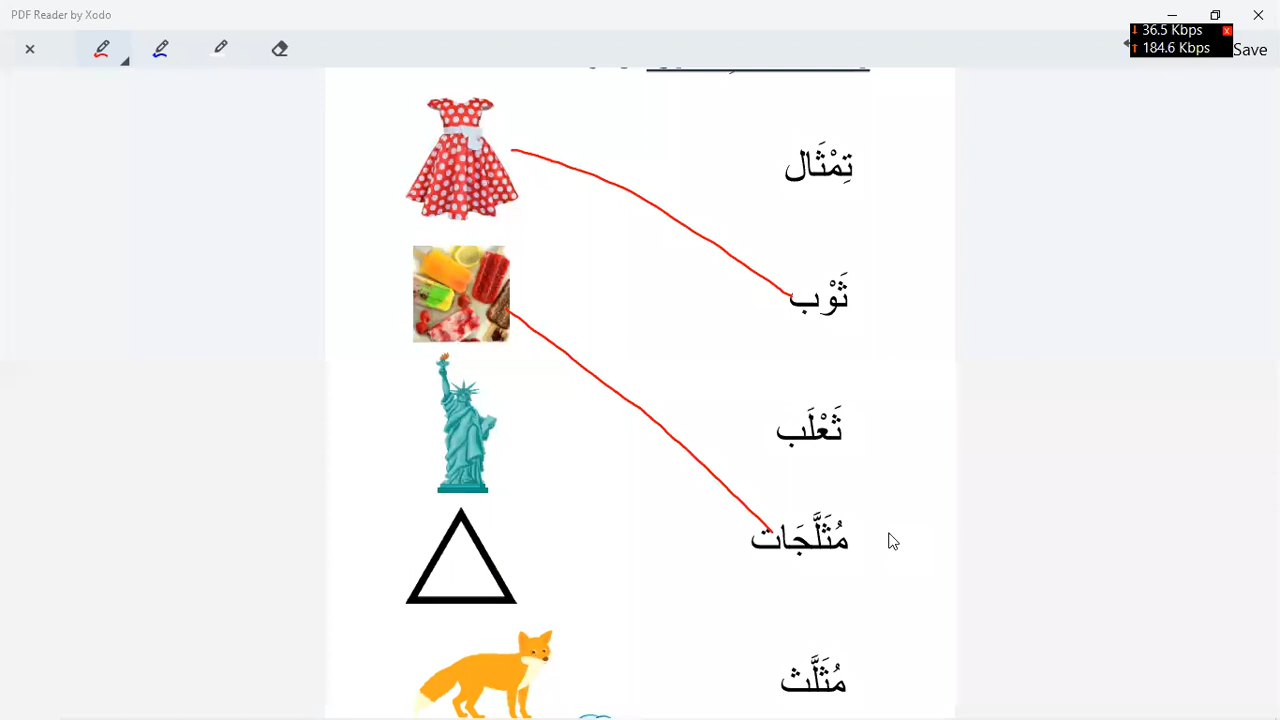 PDF Reader by Xodo
↓ 36.5 Kbps x
↑ 184.6 Kbps
Save
تِمْثَال
ثَوْب
ثَعْلَب
مُثَلَّجَات
مُثَلَّث